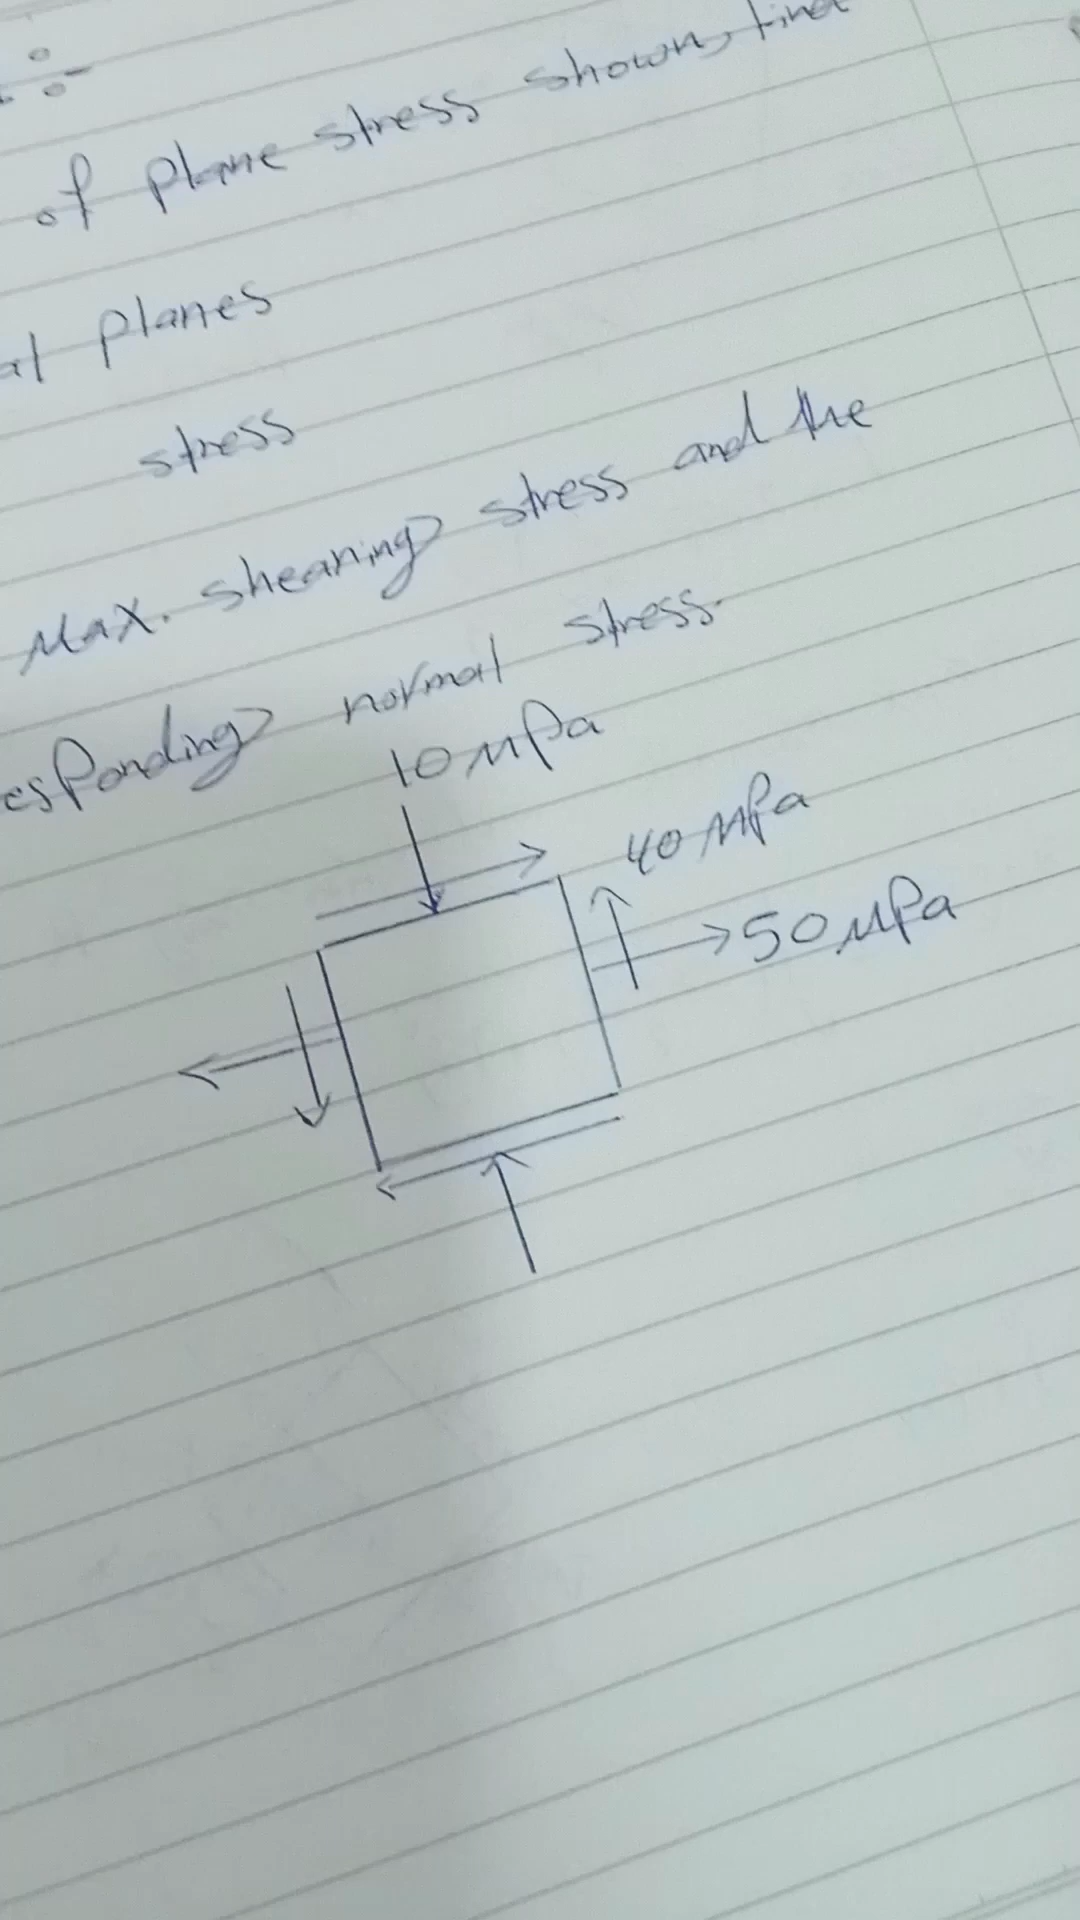 of plane stress shown, find
al planes
stress
Max. shearing stress and the
esponding normal stress.
10 MPa
40 MPa
50 MPa